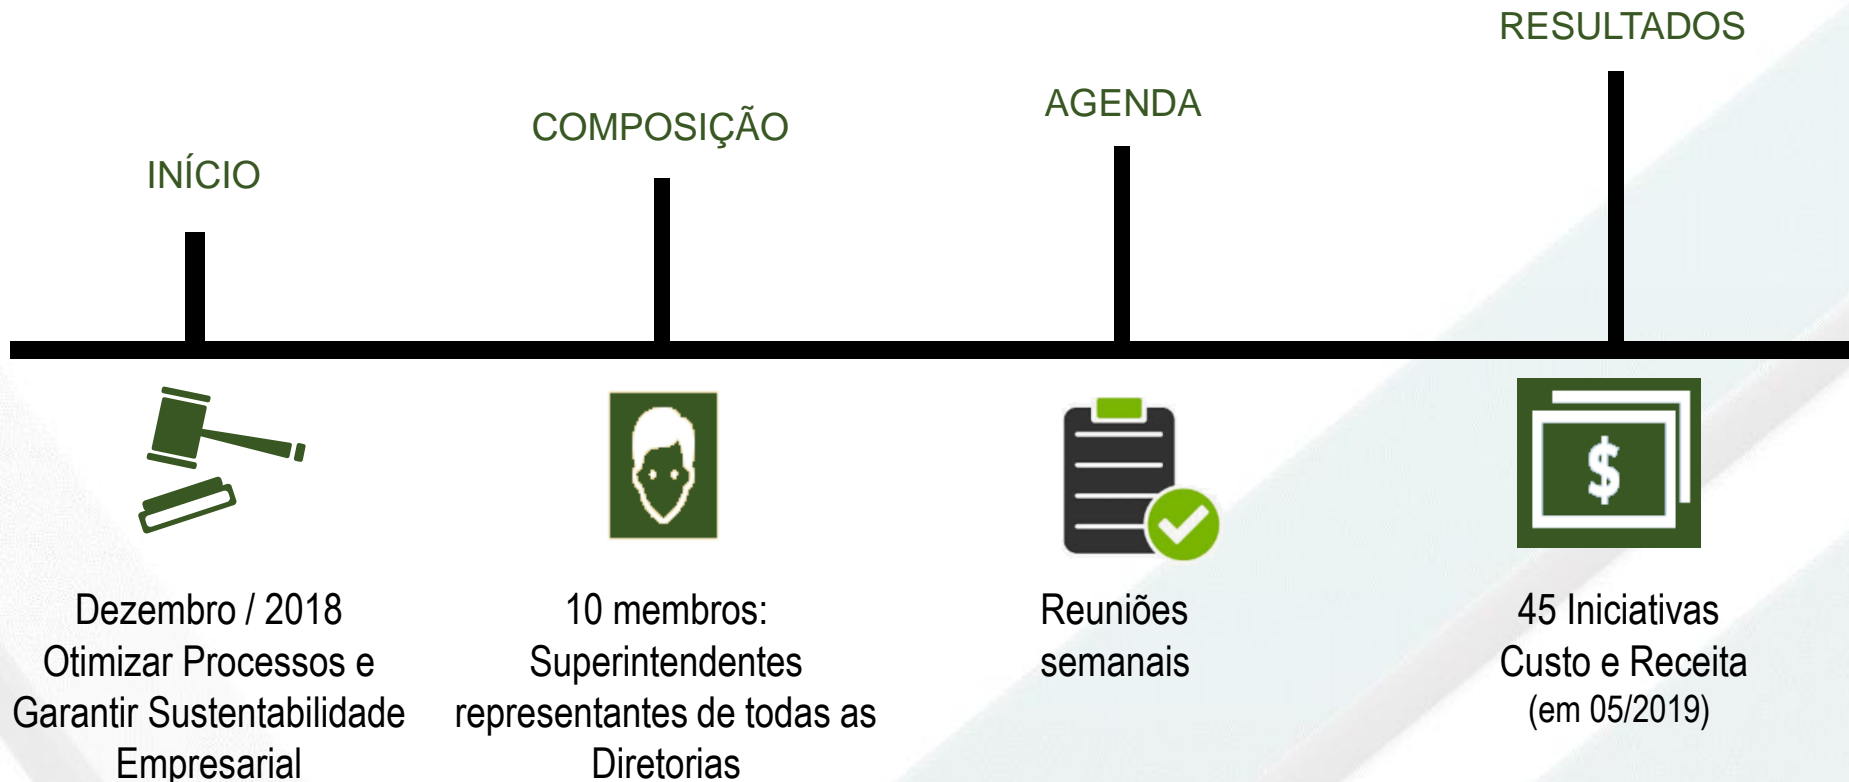 INÍCIO
COMPOSIÇÃO
AGENDA
RESULTADOS
Dezembro / 2018
Otimizar Processos e
Garantir Sustentabilidade
Empresarial
10 membros:
Superintendentes
representantes de todas as
Diretorias
Reuniões
semanais
$
45 Iniciativas
Custo e Receita
(em 05/2019)